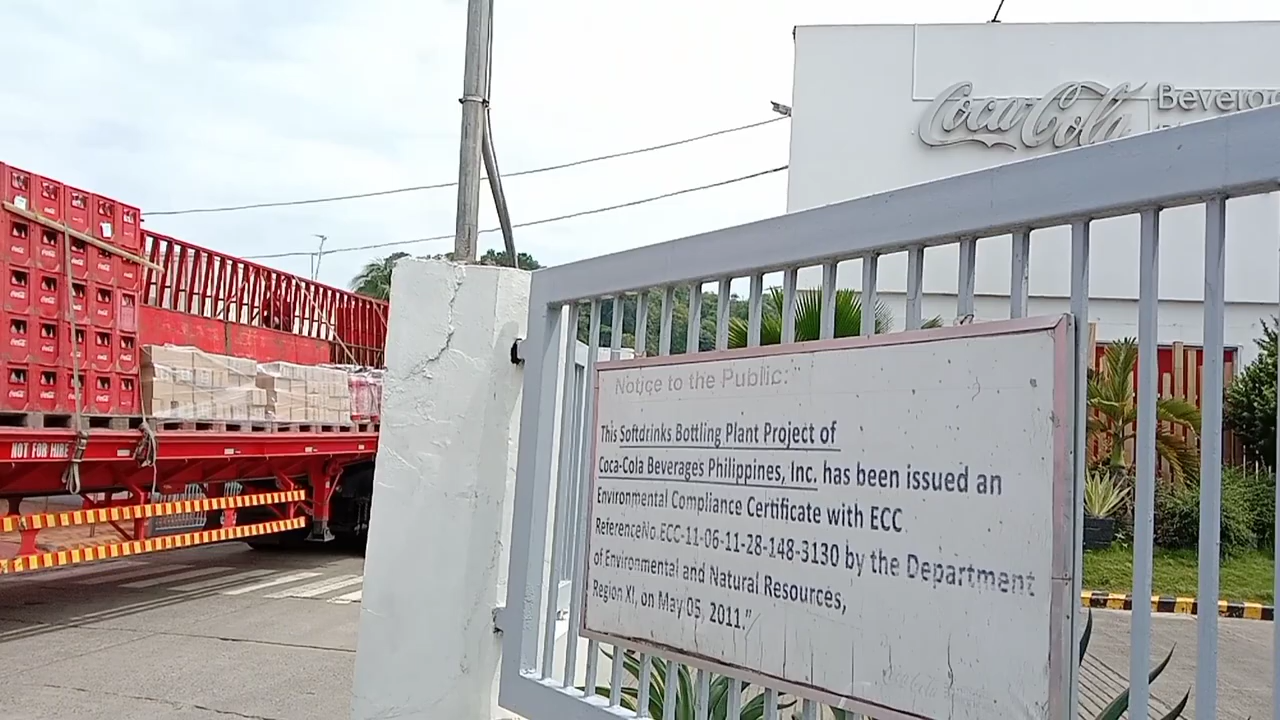 Coca-Cola Beverag
NOT FOR HIRE
Notice to the Public:"
This Softdrinks Bottling Plant Project of
Coca-Cola Beverages Philippines, Inc. has been issued an
Environmental Compliance Certificate with ECC
ReferenceNo.ECC-11-06-11-28-148-3130 by the Department
of Environmental and Natural Resources,
Region XI, on May 05, 2011."